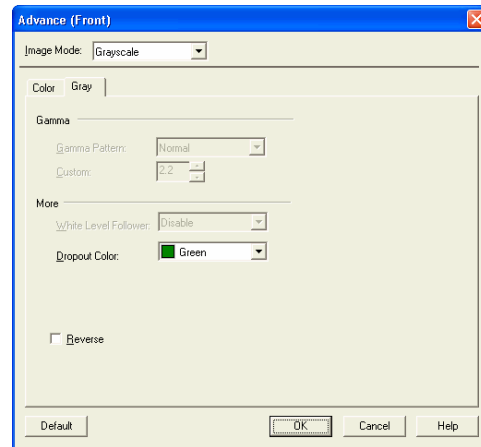 Advance (Front)
Image Mode: Grayscale
Color Gray
Gamma
Gamma Pattern: Normal
Custom: 2.2
More
White Level Follower: Disable
Dropout Color: Green
Reverse
Default OK Cancel Help